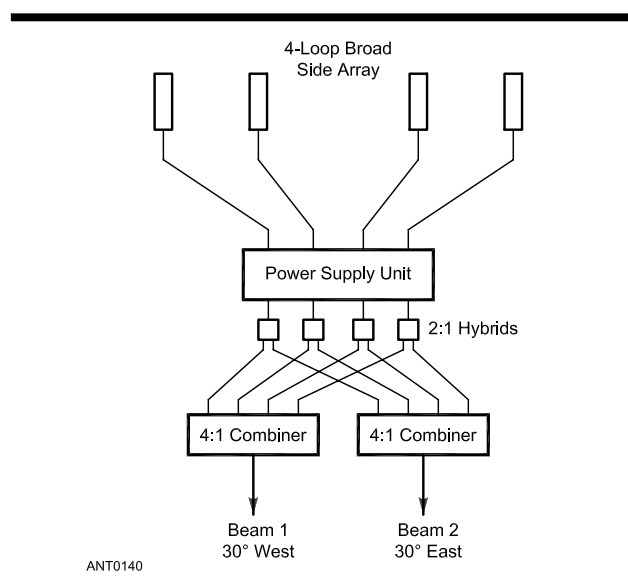 4-Loop Broad
Side Array
Power Supply Unit
2:1 Hybrids
4:1 Combiner
4:1 Combiner
Beam 1
30° West
Beam 2
30° East
ANT0140